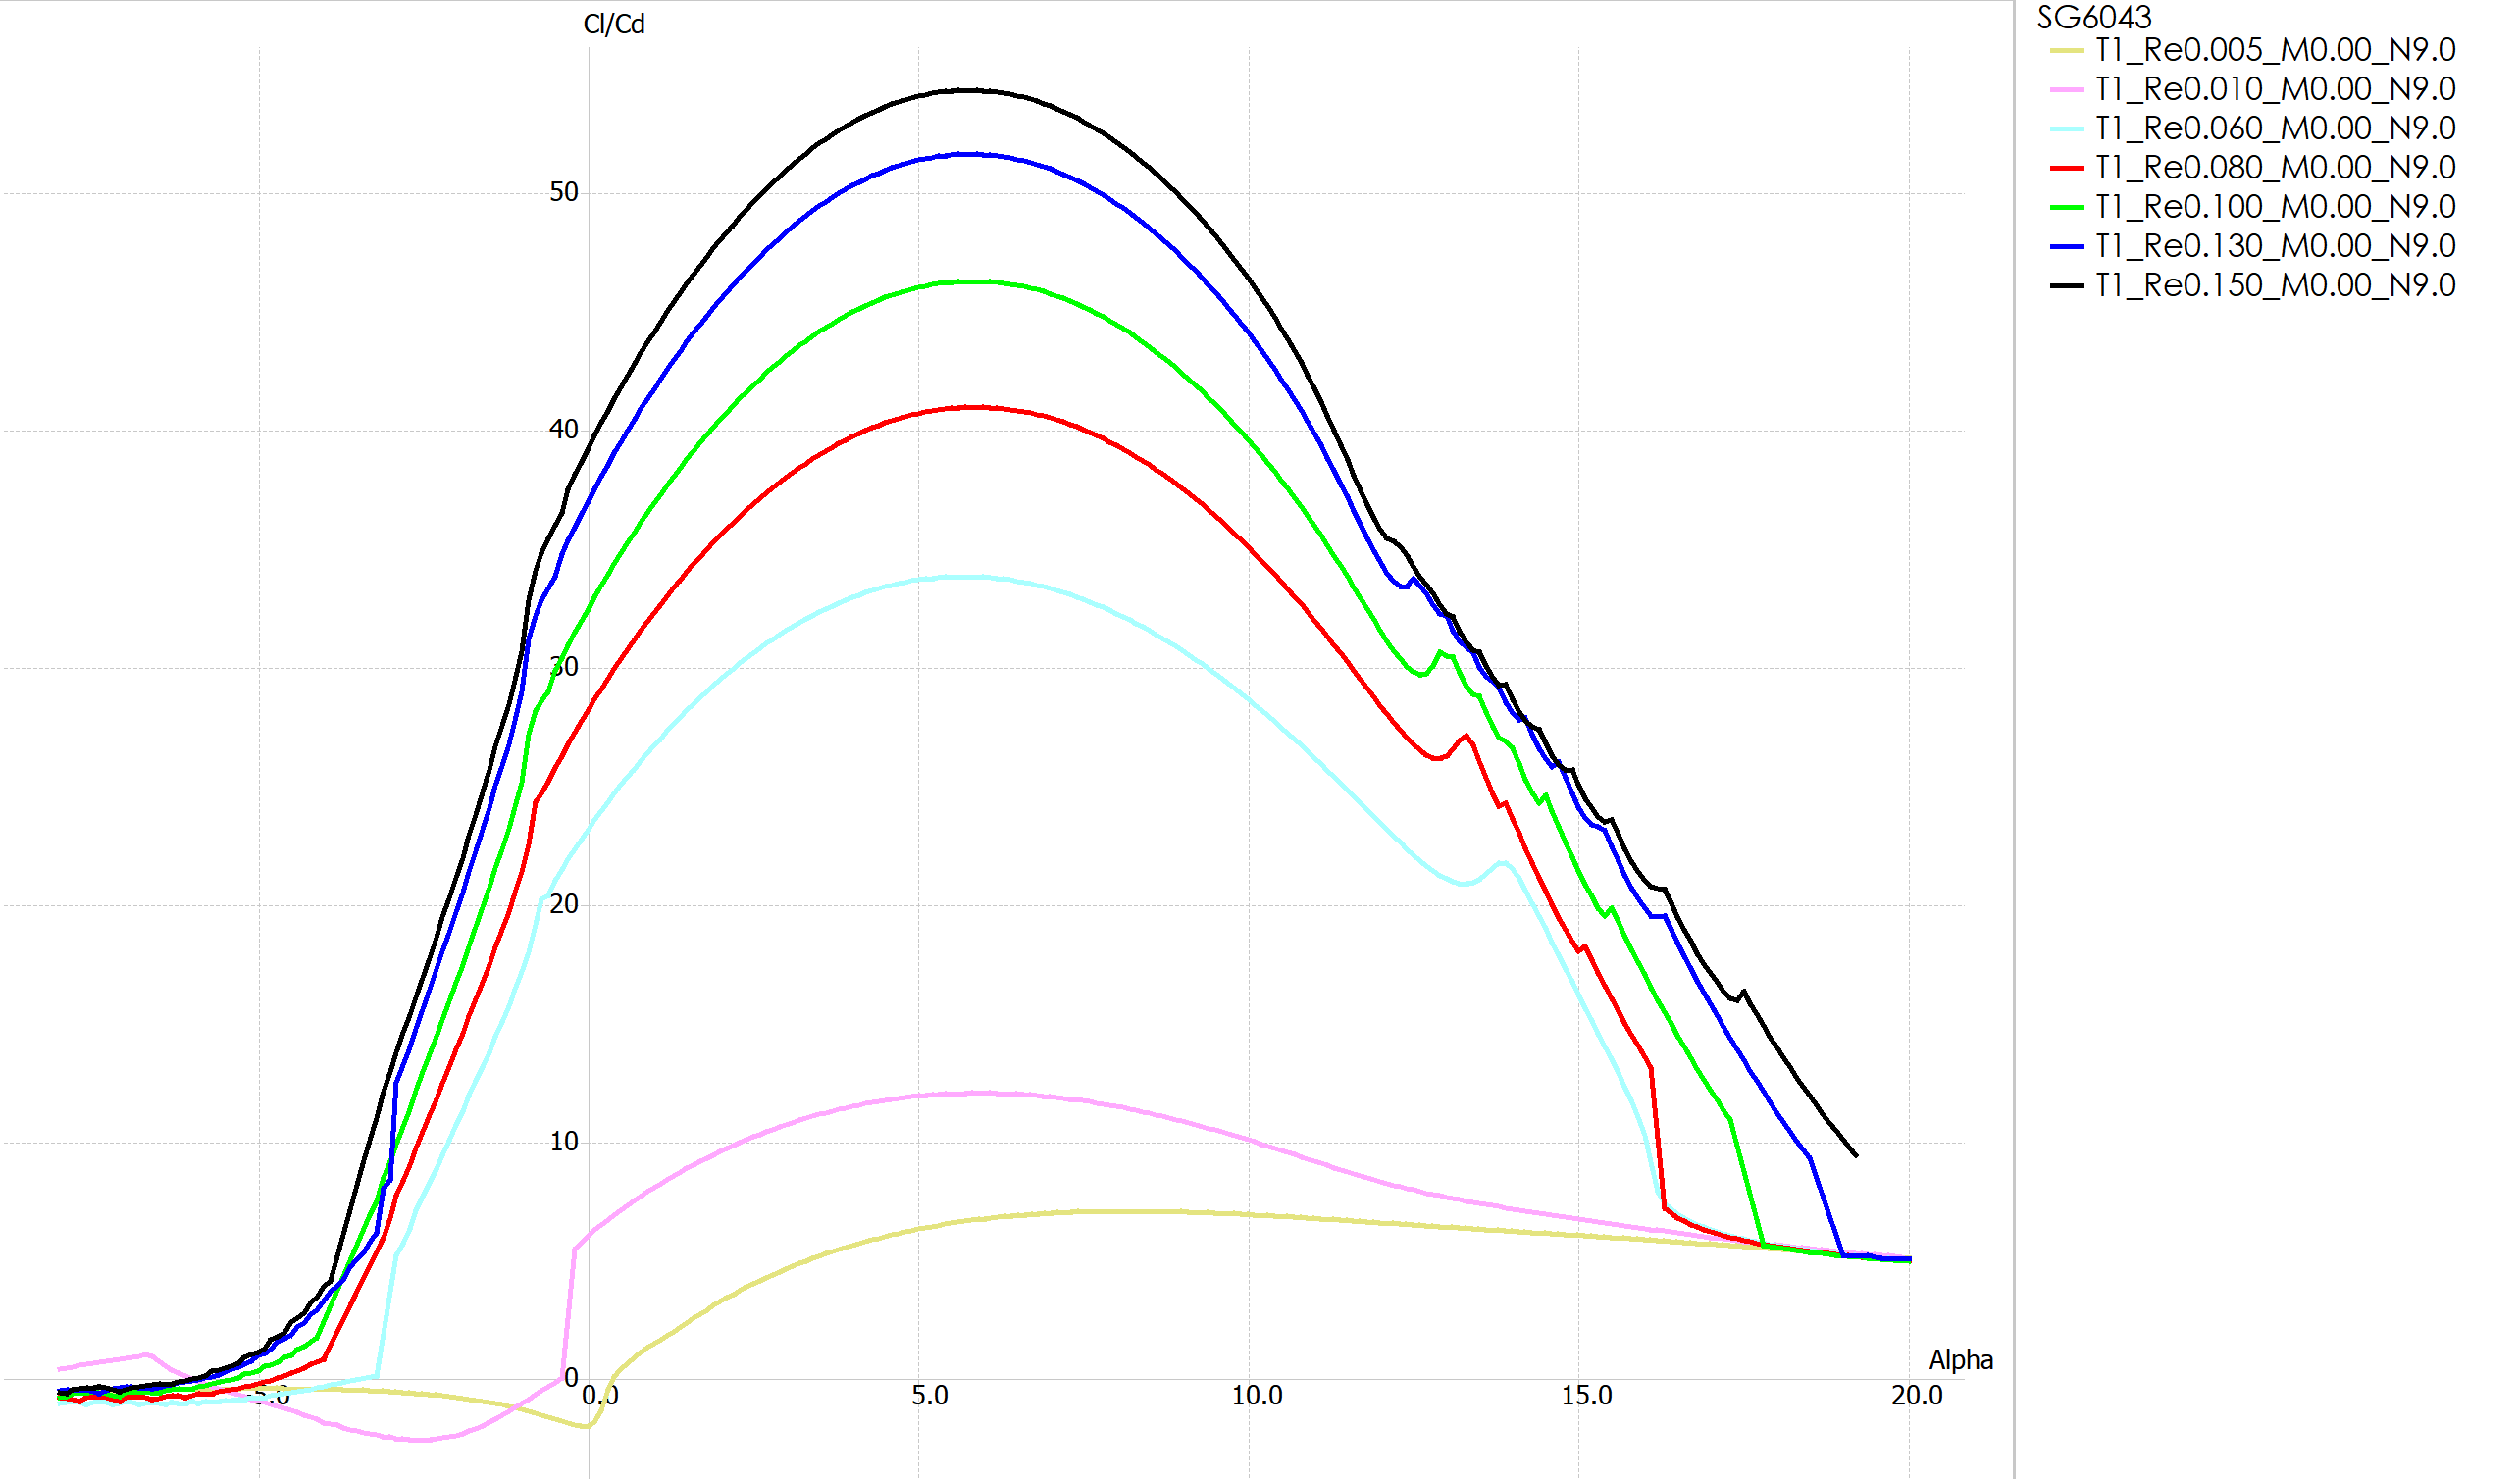 Cl/Cd
50
40
30
20
10
0
-5.0
0.0
5.0
10.0
15.0
20.0
Alpha
SG6043
T1_Re0.005_M0.00_N9.0
T1_Re0.010_M0.00_N9.0
T1_Re0.060_M0.00_N9.0
T1_Re0.080_M0.00_N9.0
T1_Re0.100_M0.00_N9.0
T1_Re0.130_M0.00_N9.0
T1_Re0.150_M0.00_N9.0